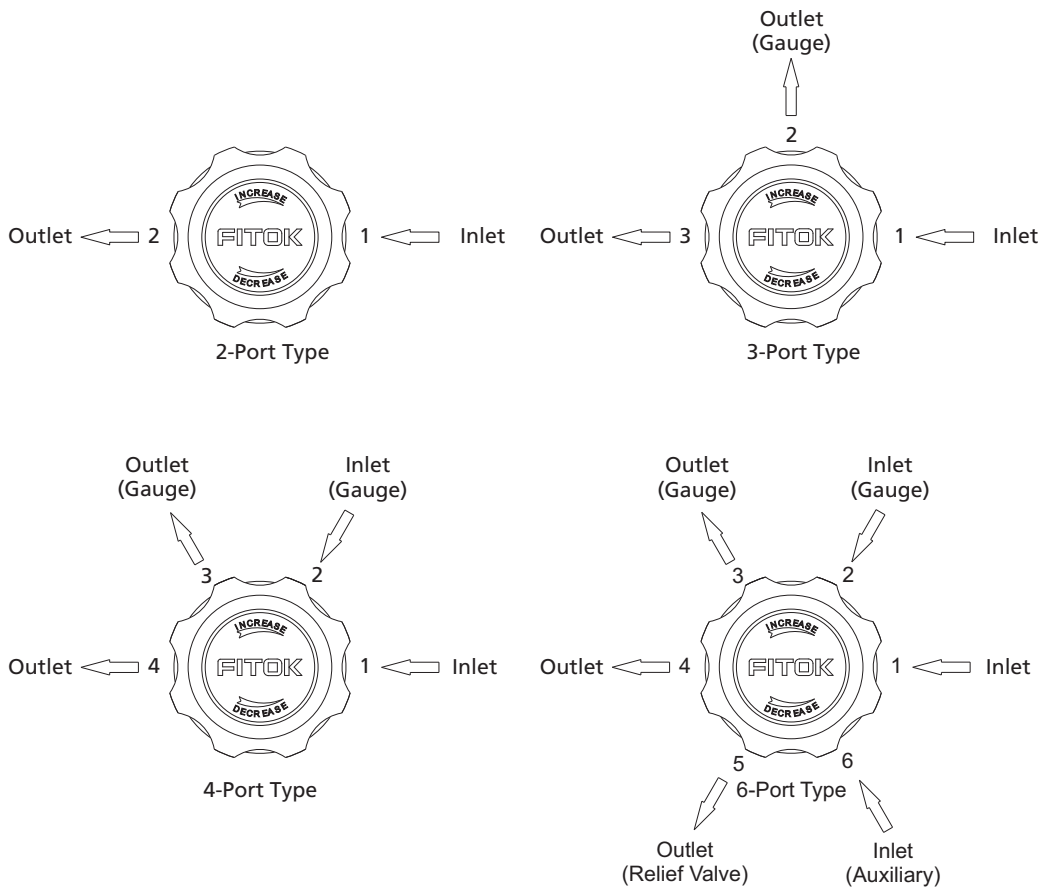 Outlet
(Gauge)
2
INCREASE
FITOK
DECREASE
Outlet
2
1
Inlet
INCREASE
FITOK
DECREASE
Outlet
3
1
Inlet
2-Port Type
3-Port Type
Outlet
(Gauge)
Inlet
(Gauge)
3
2
INCREASE
FITOK
DECREASE
Outlet
4
1
Inlet
4-Port Type
Outlet
(Gauge)
Inlet
(Gauge)
3
2
INCREASE
FITOK
DECREASE
Outlet
4
1
Inlet
5
6
6-Port Type
Outlet
(Relief Valve)
Inlet
(Auxiliary)